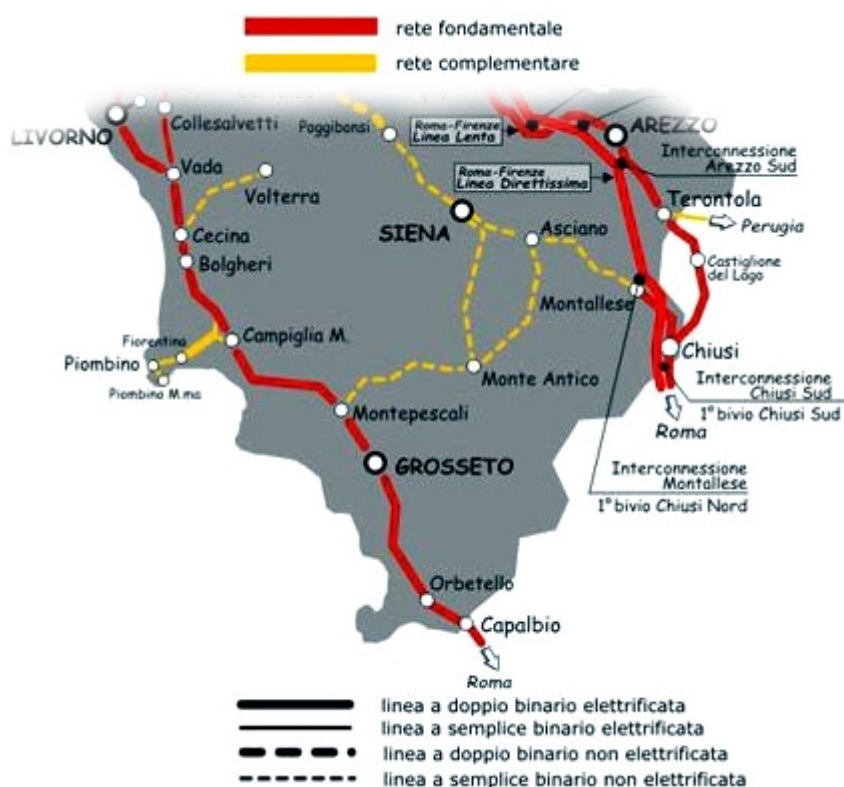 rete fondamentale
rete complementare
LIVORNO
Collesalvetti
Poggibonsi
Roma-Firenze
Linea Lenta
AREZZO
Interconnessione
Arezzo Sud
Vada
Volterra
Roma-Firenze
Linea Direttissima
Terontola
Perugia
SIENA
Asciano
Cecina
Bolgheri
Castiglione
del Lago
Montallese
Fiorentina
Campiglia M.
Chiusi
Piombino
Piombino M.ma
Monte Antico
Interconnessione
Chiusi Sud
1° bivio Chiusi Sud
Montepescali
Roma
GROSSETO
Interconnessione
Montallese
1° bivio Chiusi Nord
Orbetello
Capalbio
Roma
linea a doppio binario elettrificata
linea a semplice binario elettrificata
linea a doppio binario non elettrificata
linea a semplice binario non elettrificata